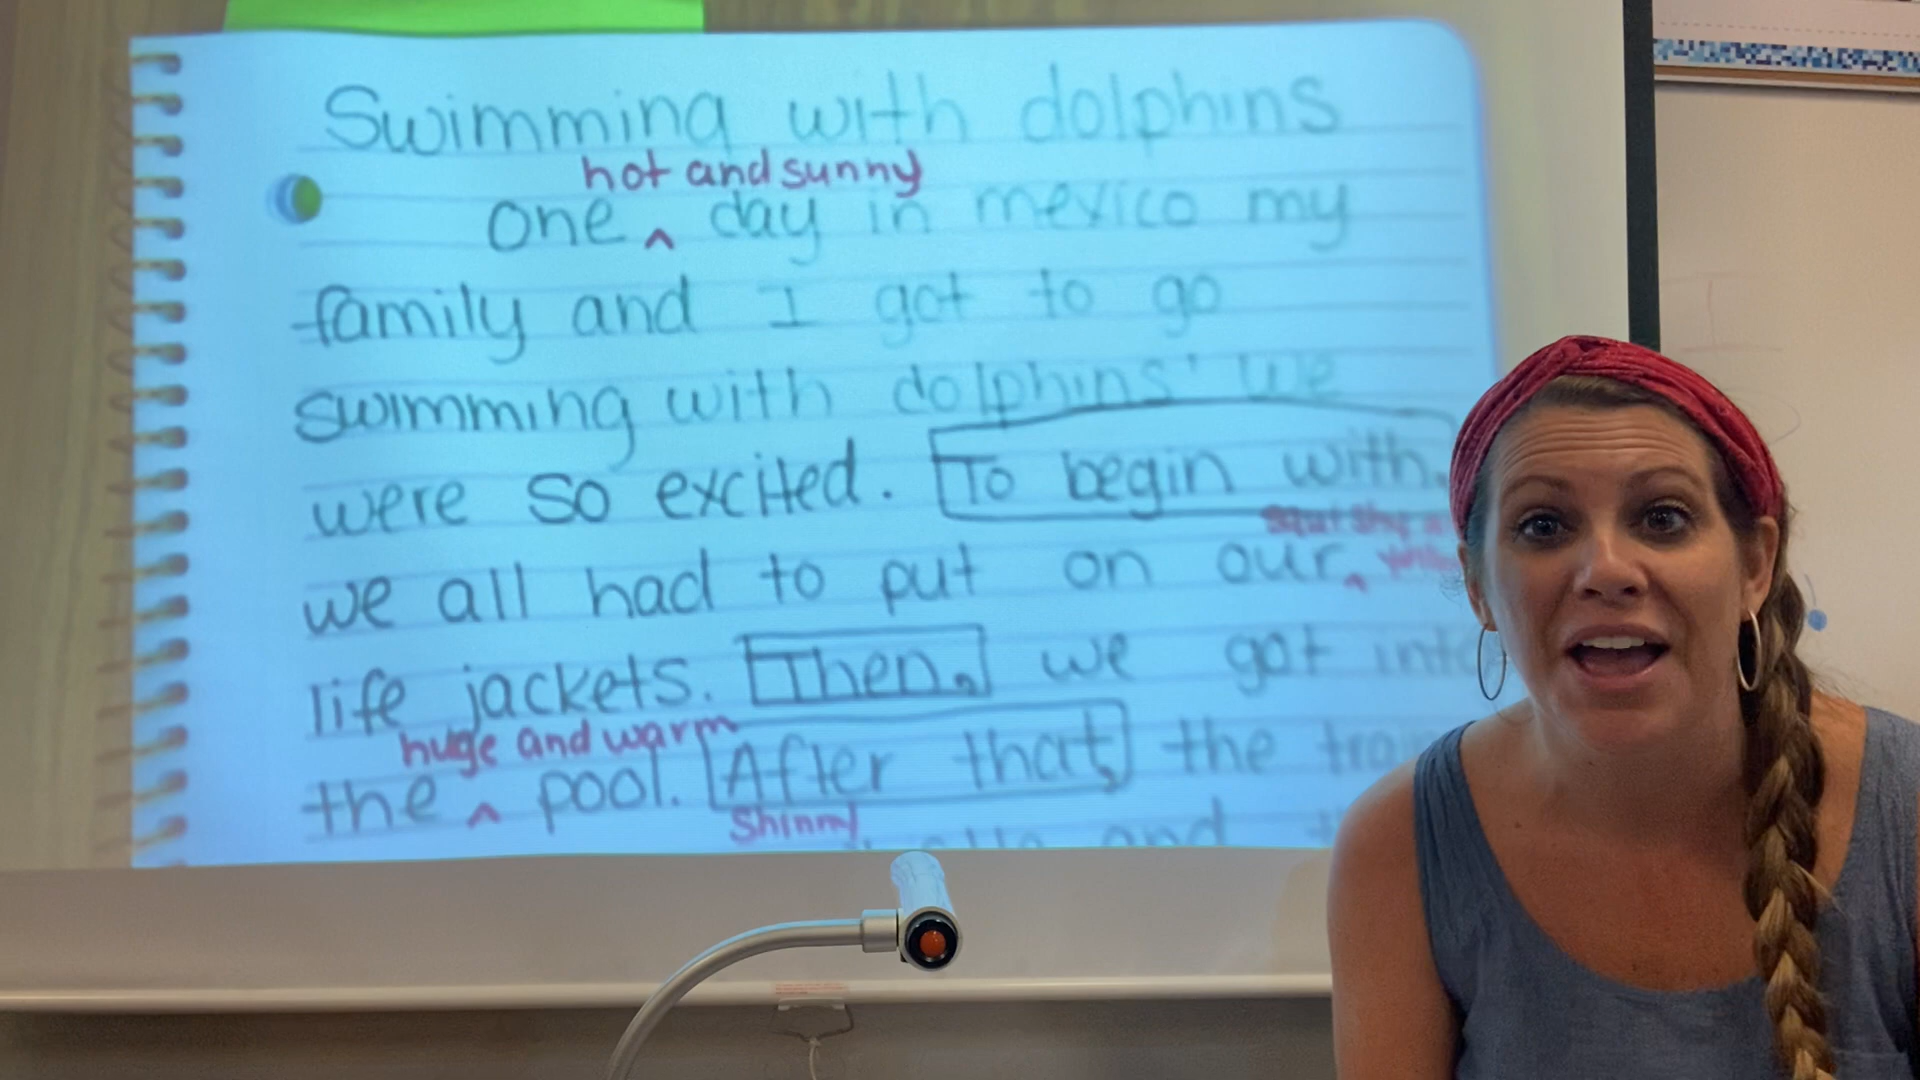 Swimming with dolphins
hot and sunny
One ^ day in mexico my
family and I got to go
swimming with dolphins' we
were so excited. To begin with,
we all had to put on our ^
life jackets. Then, we got into
huge and warm
the ^ pool. After that, the
Shinny
and